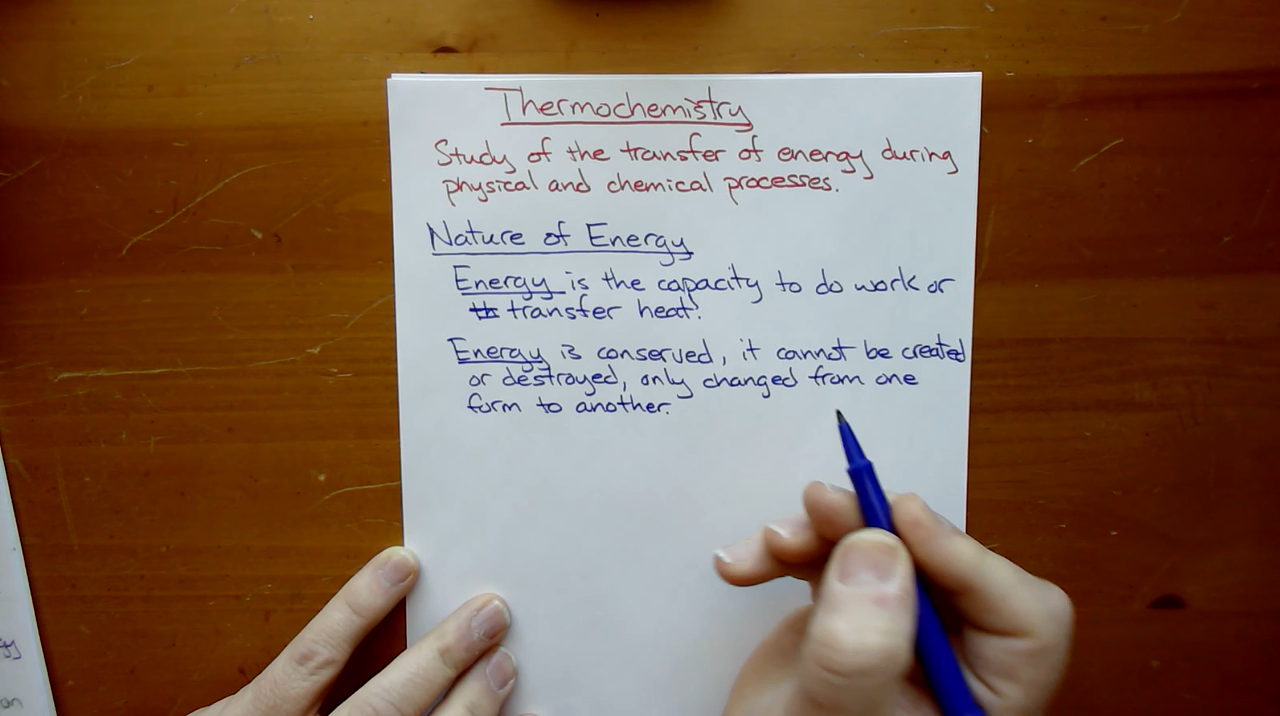 Thermochemistry
Study of the transfer of energy during
physical and chemical processes.
Nature of Energy
Energy is the capacity to do work or
transfer heat.
Energy is conserved, it cannot be created
or destroyed, only changed from one
form to another.